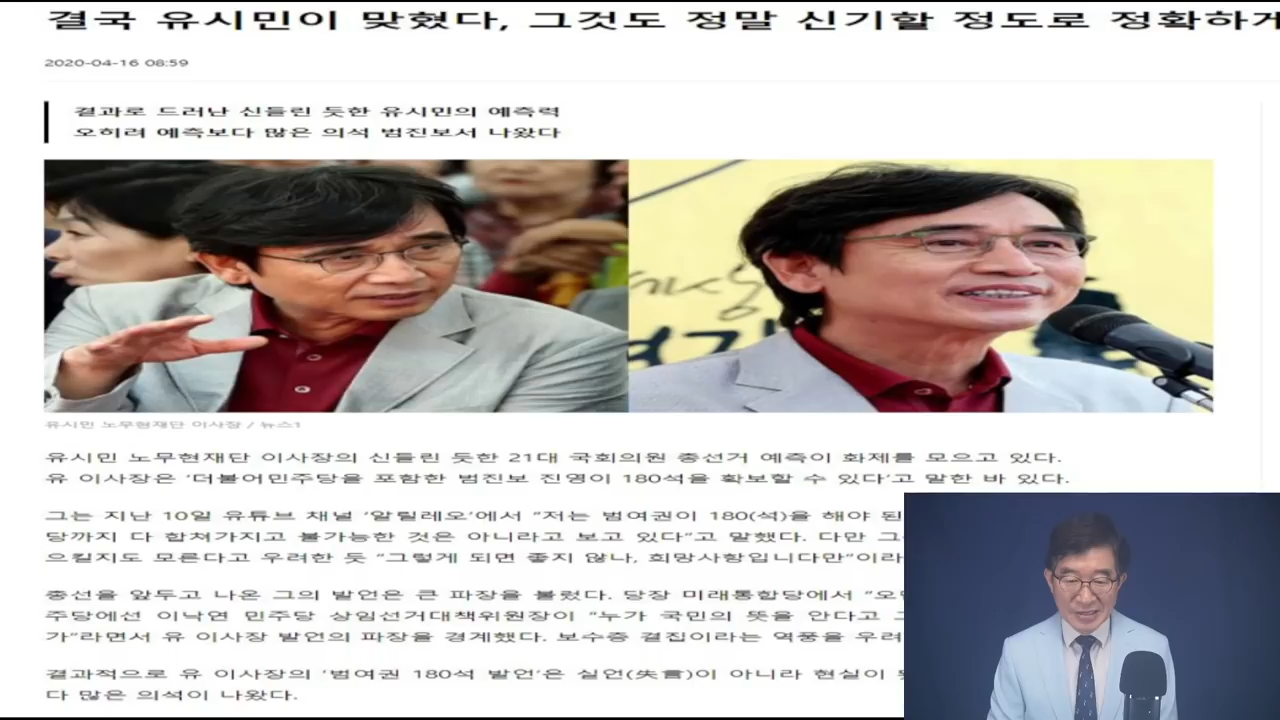 결국 유시민이 맞혔다, 그것도 정말 신기할 정도로 정확하게
2020-04-16 08:59
결과로 드러난 신들린 듯한 유시민의 예측력
오히려 예측보다 많은 의석 범진보서 나왔다
유시민 노무현재단 이사장 / 뉴스1
유시민 노무현재단 이사장의 신들린 듯한 21대 국회의원 총선거 예측이 화제를 모으고 있다.
유 이사장은 ‘더불어민주당을 포함한 범진보 진영이 180석을 확보할 수 있다’고 말한 바 있다.
그는 지난 10일 유튜브 채널 ‘알릴레오’에서 “저는 범여권이 180(석)을 해야 된
당까지 다 합쳐가지고 불가능한 것은 아니라고 보고 있다”고 말했다. 다만 그
으킬지도 모른다고 우려한 듯 “그렇게 되면 좋지 않나, 희망사항입니다만”이라
총선을 앞두고 나온 그의 발언은 큰 파장을 불렀다. 당장 미래통합당에서 “오
주당에선 이낙연 민주당 상임선거대책위원장이 “누가 국민의 뜻을 안다고 그
가”라면서 유 이사장 발언의 파장을 경계했다. 보수층 결집이라는 역풍을 우려
결과적으로 유 이사장의 ‘범여권 180석 발언’은 실언(失言)이 아니라 현실이
다 많은 의석이 나왔다.